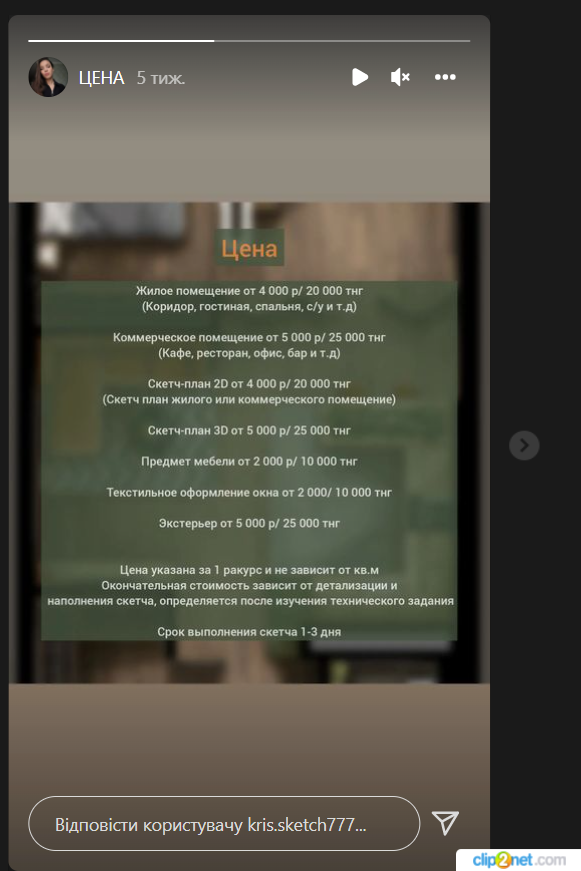 ЦЕНА 5 тиж.
Цена
Жилое помещение от 4 000 р/ 20 000 тнг
(Коридор, гостиная, спальня, с/у и т.д)
Коммерческое помещение от 5 000 р/ 25 000 тнг
(Кафе, ресторан, офис, бар и т.д)
Скетч-план 2D от 4 000 р/ 20 000 тнг
(Скетч план жилого или коммерческого помещение)
Скетч-план 3D от 5 000 р/ 25 000 тнг
Предмет мебели от 2 000 р/ 10 000 тнг
Текстильное оформление окна от 2 000/ 10 000 тнг
Экстерьер от 5 000 р/ 25 000 тнг
Цена указана за 1 ракурс и не зависит от кв.м
Окончательная стоимость зависит от детализации и
наполнения скетча, определяется после изучения технического задания
Срок выполнения скетча 1-3 дня
Відповісти користувачу kris.sketch777...
clip2net.com